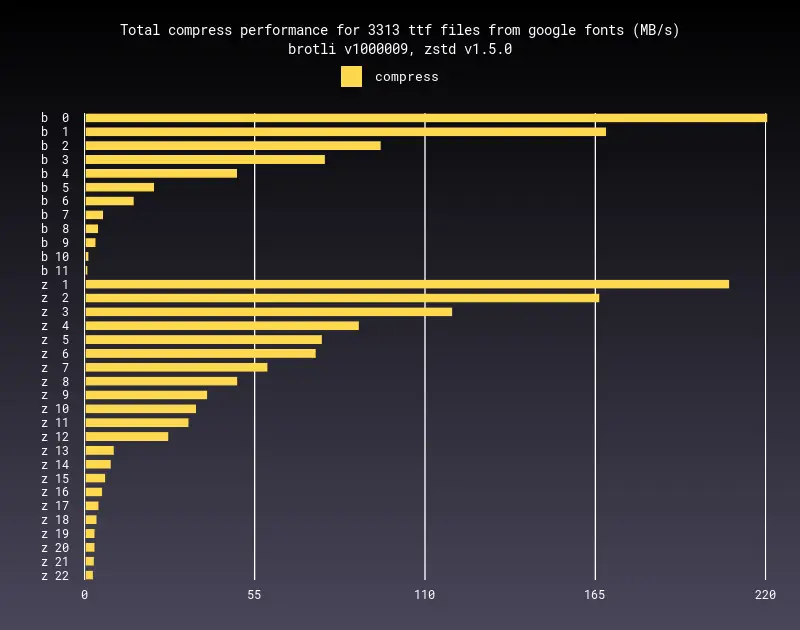 Total compress performance for 3313 ttf files from google fonts (MB/s)
brotli v1000009, zstd v1.5.0
compress
b  0
b  1
b  2
b  3
b  4
b  5
b  6
b  7
b  8
b  9
b 10
b 11
z  1
z  2
z  3
z  4
z  5
z  6
z  7
z  8
z  9
z 10
z 11
z 12
z 13
z 14
z 15
z 16
z 17
z 18
z 19
z 20
z 21
z 22
0 55 110 165 220